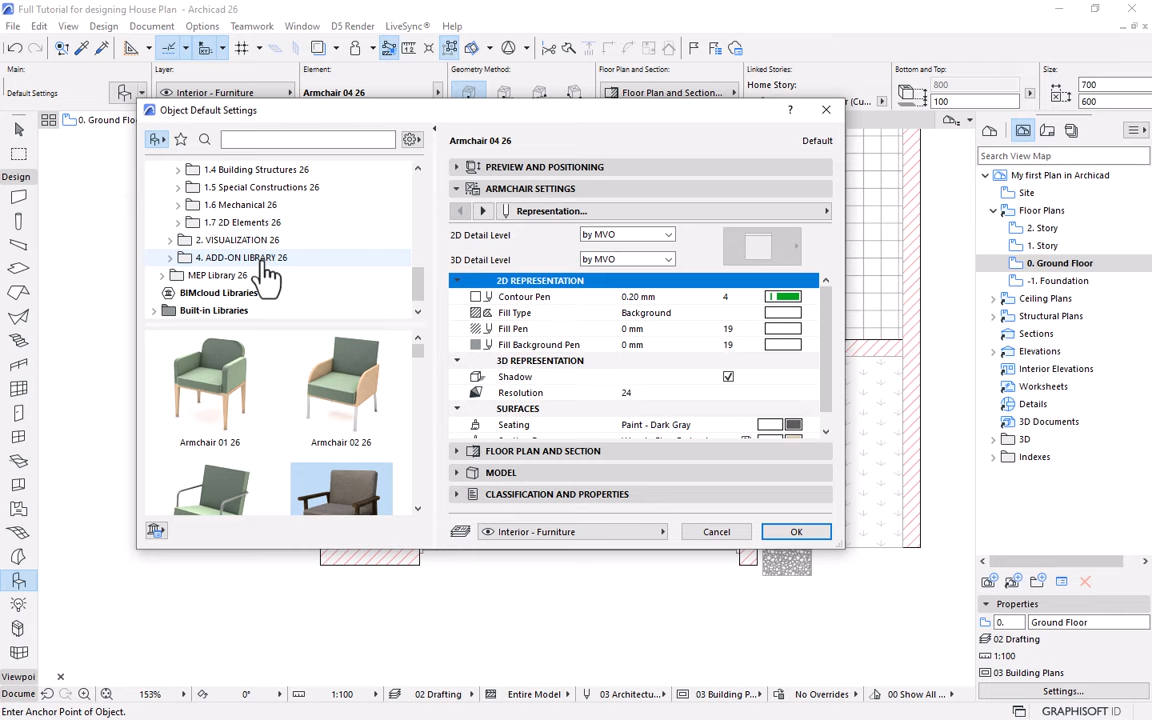 Full Tutorial for designing House Plan - Archicad 26
File Edit View Design Document Options Teamwork Window D5 Render LiveSync® Help
Main: Layer: Element: Geometry Method: Floor Plan and Section: Linked Stories: Bottom and Top: Size:
Default Settings Interior - Furniture Armchair 04 26 Floor Plan and Section... Home Story: 800 700
100 600
0. Ground Flo
Object Default Settings ?
Armchair 04 26 Default
1.4 Building Structures 26
1.5 Special Constructions 26
1.6 Mechanical 26
1.7 2D Elements 26
2. VISUALIZATION 26
4. ADD-ON LIBRARY 26
MEP Library 26
BIMcloud Libraries
Built-in Libraries
Armchair 01 26 Armchair 02 26
PREVIEW AND POSITIONING
ARMCHAIR SETTINGS
Representation...
2D Detail Level by MVO
3D Detail Level by MVO
2D REPRESENTATION
Contour Pen 0.20 mm 4
Fill Type Background
Fill Pen 0 mm 19
Fill Background Pen 0 mm 19
3D REPRESENTATION
Shadow
Resolution 24
SURFACES
Seating Paint - Dark Gray
FLOOR PLAN AND SECTION
MODEL
CLASSIFICATION AND PROPERTIES
Interior - Furniture Cancel OK
Search View Map
My first Plan in Archicad
Site
Floor Plans
2. Story
1. Story
0. Ground Floor
-1. Foundation
Ceiling Plans
Structural Plans
Sections
Elevations
Interior Elevations
Worksheets
Details
3D Documents
3D
Indexes
Properties
0. Ground Floor
02 Drafting
1:100
03 Building Plans
Settings...
Design
Viewpoi
Docume 153% 0° 1:100 02 Drafting Entire Model 03 Architectu... 03 Building P... No Overrides 00 Show All ...
Enter Anchor Point of Object. GRAPHISOFT ID